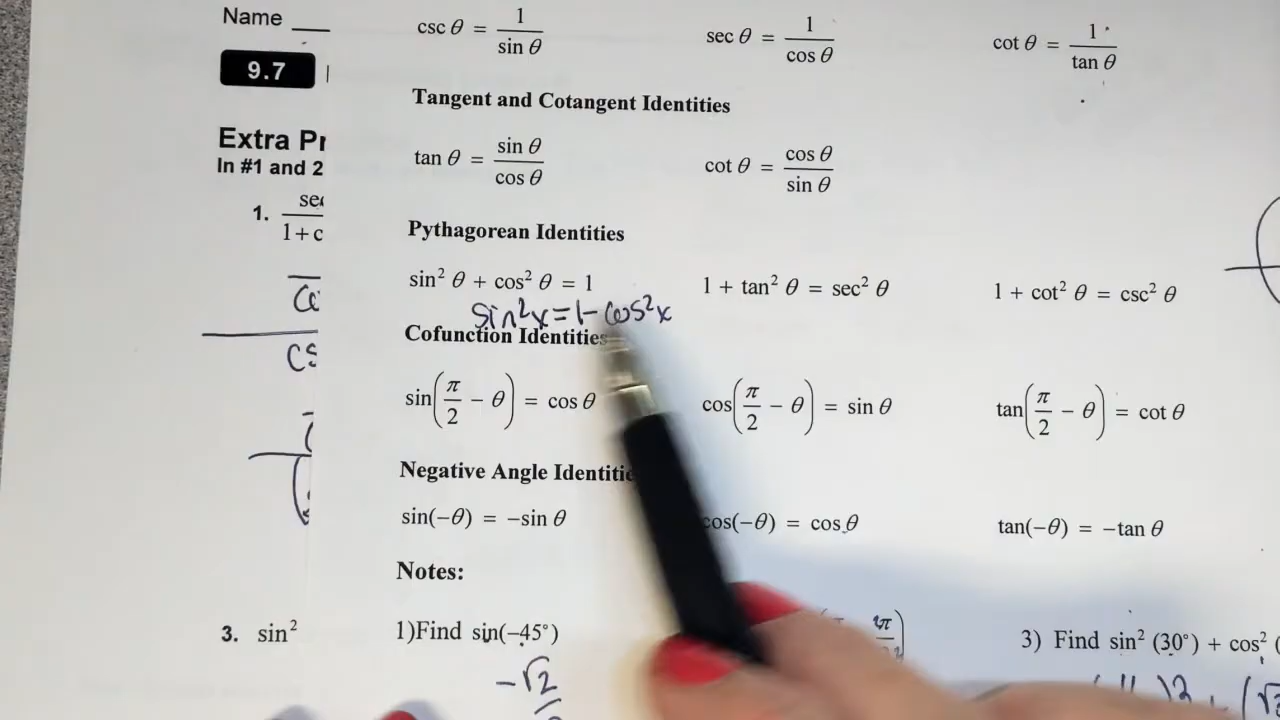 Name
csc θ = 1/sin θ
sec θ = 1/cos θ
cot θ = 1/tan θ
9.7
Tangent and Cotangent Identities
Extra
In #1 and 2
tan θ = sin θ/cos θ
cot θ = cos θ/sin θ
1.
Pythagorean Identities
sin² θ + cos² θ = 1
1 + tan² θ = sec² θ
1 + cot² θ = csc² θ
sin²x = 1 - cos²x
Cofunction Identities
sin(π/2 − θ) = cos θ
cos(π/2 − θ) = sin θ
tan(π/2 − θ) = cot θ
Negative Angle
sin(−θ) = −sin θ
cos(−θ) = cos θ
tan(−θ) = −tan θ
Notes:
3. sin²
1)Find sin(−45°)
3) Find sin² (30°) + cos² (
−√2